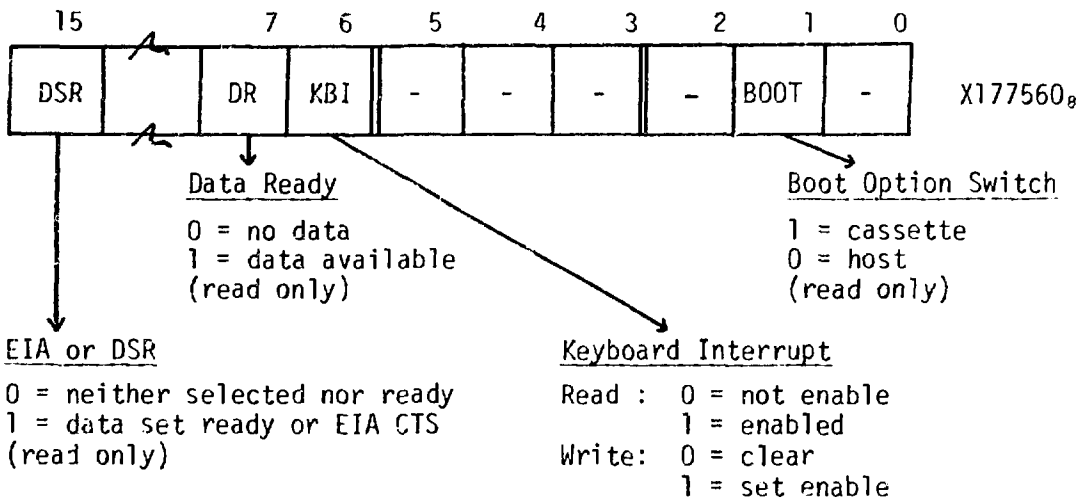 15 7 6 5 4 3 2 1 0
DSR DR KBI - - - - BOOT - X177560₈
Data Ready
0 = no data
1 = data available
(read only)
Boot Option Switch
1 = cassette
0 = host
(read only)
EIA or DSR
0 = neither selected nor ready
1 = data set ready or EIA CTS
(read only)
Keyboard Interrupt
Read : 0 = not enable
1 = enabled
Write: 0 = clear
1 = set enable